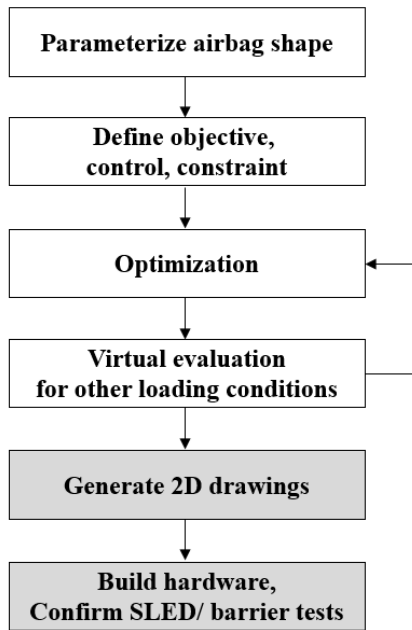 Parameterize airbag shape
Define objective,
control, constraint
Optimization
Virtual evaluation
for other loading conditions
Generate 2D drawings
Build hardware,
Confirm SLED/ barrier tests